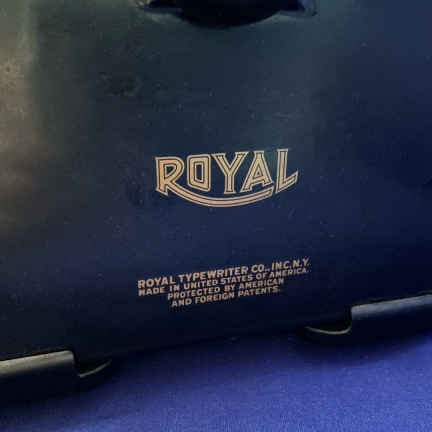 ROYAL
ROYAL TYPEWRITER CO., INC. N.Y.
MADE IN UNITED STATES OF AMERICA.
PROTECTED BY AMERICAN
AND FOREIGN PATENTS.